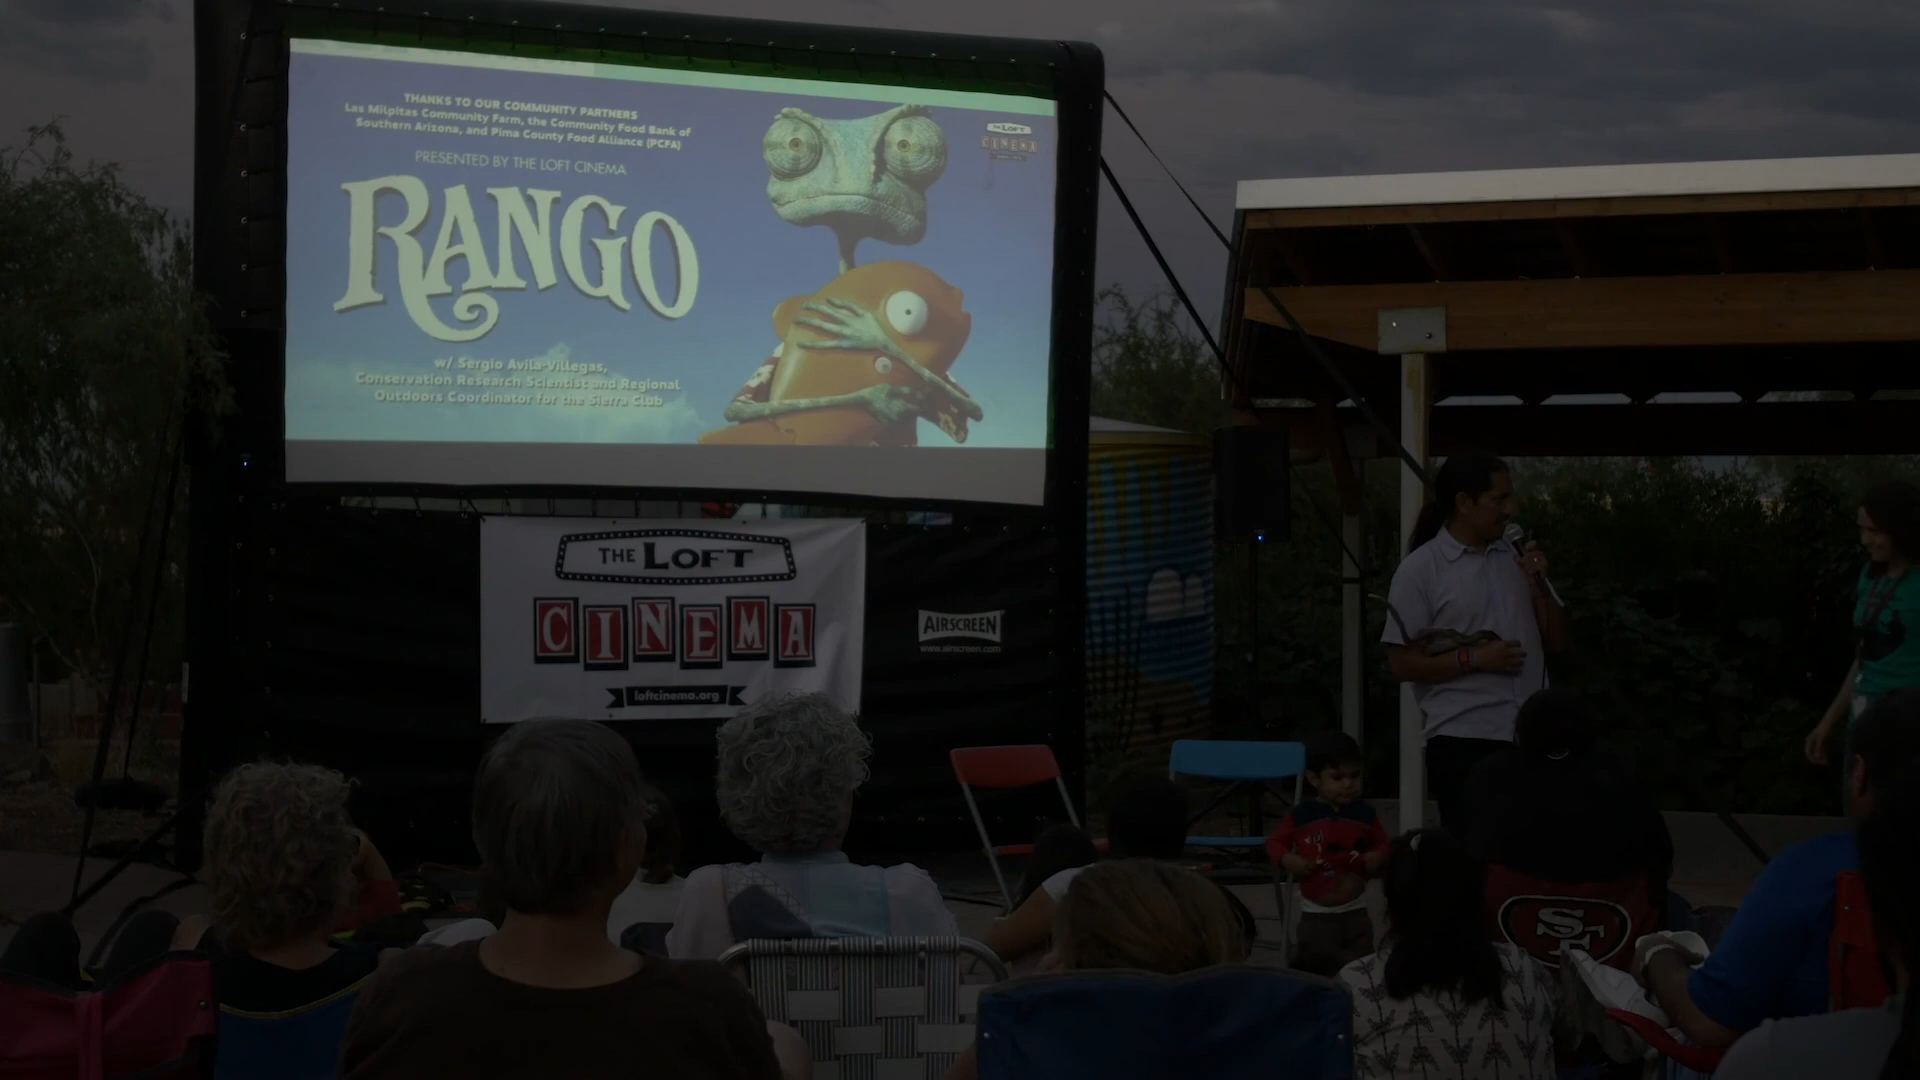 THANKS TO OUR COMMUNITY PARTNERS
Las Milpitas Community Farm, the Community Food Bank of
Southern Arizona, and Pima County Food Alliance (PCFA)
PRESENTED BY THE LOFT CINEMA
RANGO
w/ Sergio Avila-Villegas,
Conservation Research Scientist and Regional
Outdoors Coordinator for the Sierra Club
THE LOFT
CINEMA
THE LOFT
CINEMA
loftcinema.org
AIRSCREEN
www.airscreen.com
SF